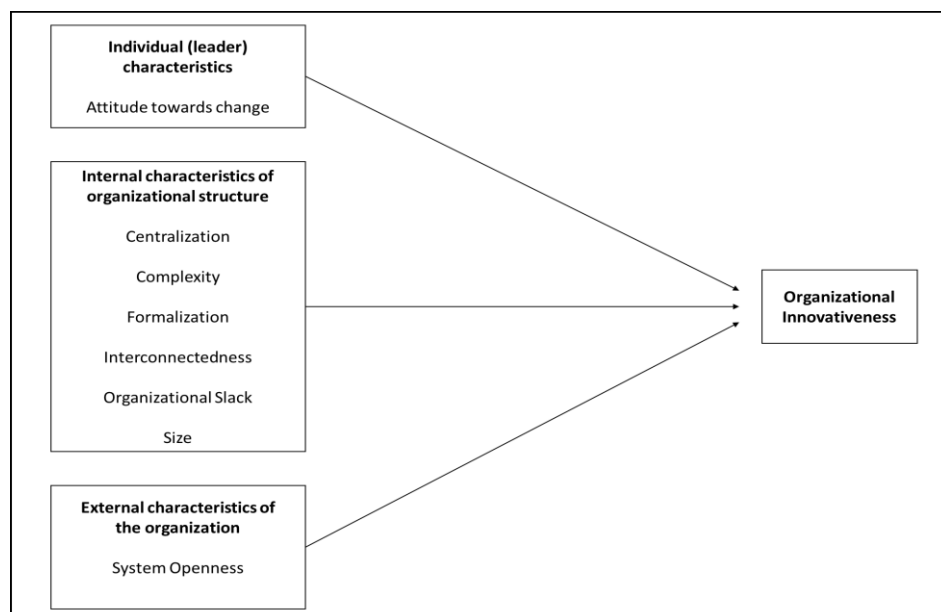 Individual (leader)
characteristics
Attitude towards change
Internal characteristics of
organizational structure
Centralization
Complexity
Formalization
Interconnectedness
Organizational Slack
Size
External characteristics of
the organization
System Openness
Organizational
Innovativeness